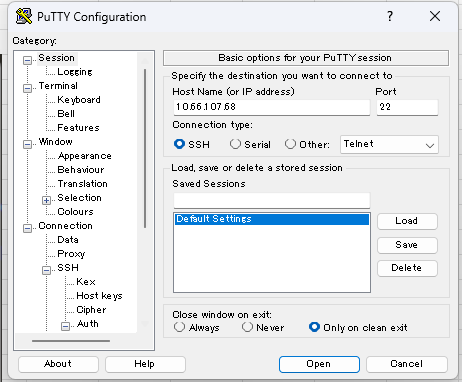 PuTTY Configuration
Category:
Session
Logging
Terminal
Keyboard
Bell
Features
Window
Appearance
Behaviour
Translation
Selection
Colours
Connection
Data
Proxy
SSH
Kex
Host keys
Cipher
Auth
Basic options for your PuTTY session
Specify the destination you want to connect to
Host Name (or IP address) Port
10.66.107.68 22
Connection type:
SSH Serial Other: Telnet
Load, save or delete a stored session
Saved Sessions
Default Settings
Load
Save
Delete
Close window on exit:
Always Never Only on clean exit
About Help Open Cancel